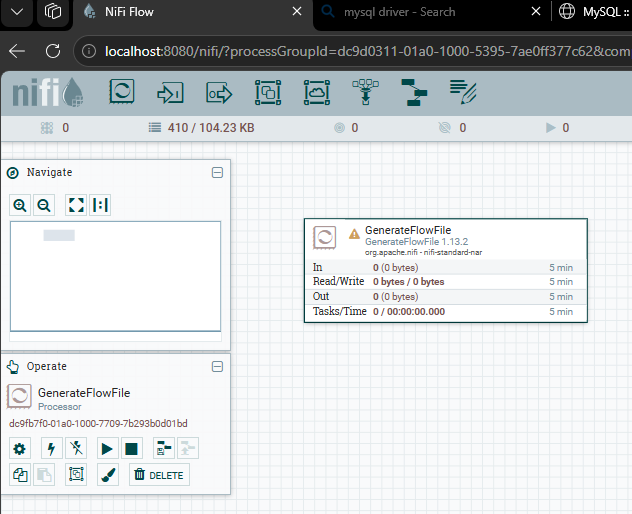 NiFi Flow
mysql driver - Search
MySQL ::
localhost:8080/nifi/?processGroupId=dc9d0311-01a0-1000-5395-7ae0ff377c62&com
nifi
0
410 / 104.23 KB
0
0
0
Navigate
GenerateFlowFile
GenerateFlowFile 1.13.2
org.apache.nifi - nifi-standard-nar
In 0 (0 bytes) 5 min
Read/Write 0 bytes / 0 bytes 5 min
Out 0 (0 bytes) 5 min
Tasks/Time 0 / 00:00:00.000 5 min
Operate
GenerateFlowFile
Processor
dc9fb7f0-01a0-1000-7709-7b293b0d01bd
DELETE